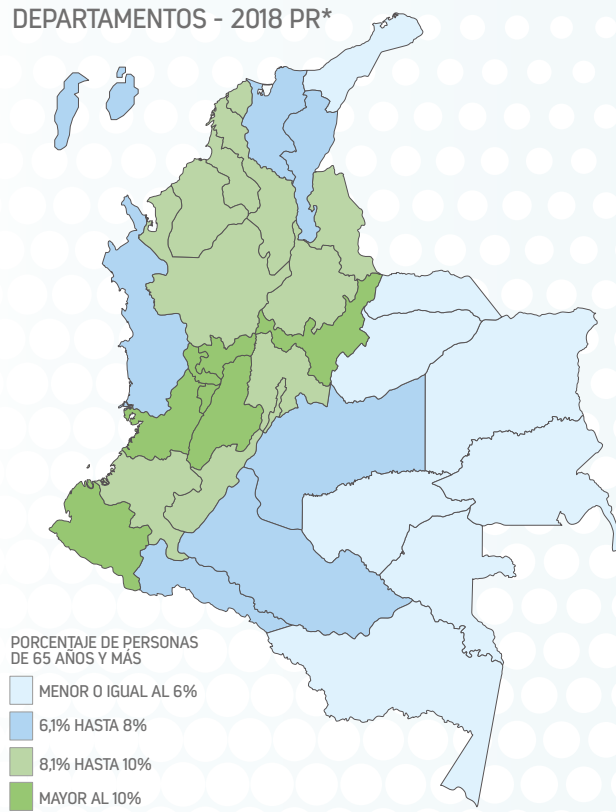 DEPARTAMENTOS - 2018 PR*
PORCENTAJE DE PERSONAS
DE 65 AÑOS Y MÁS
MENOR O IGUAL AL 6%
6,1% HASTA 8%
8,1% HASTA 10%
MAYOR AL 10%